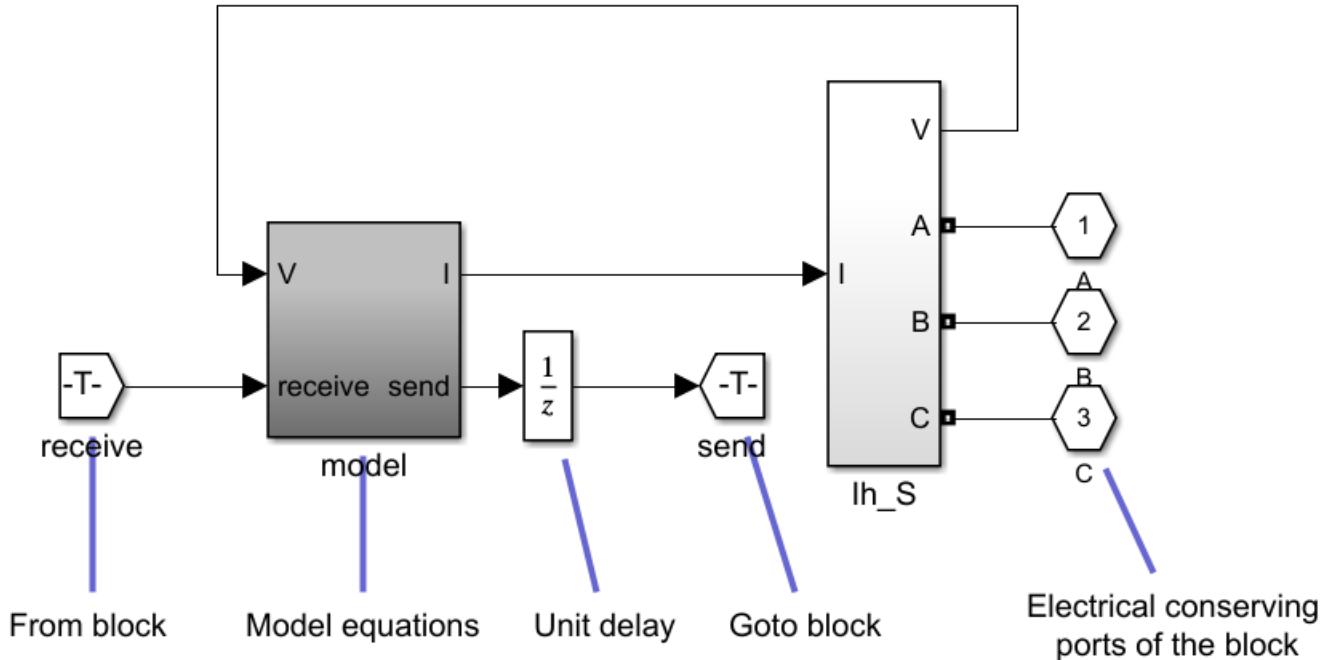 V
A
1
A
V
I
I
B
2
B
-T-
receive
send
1
z
-T-
C
3
C
receive
model
send
Ih_S
From block
Model equations
Unit delay
Goto block
Electrical conserving
ports of the block